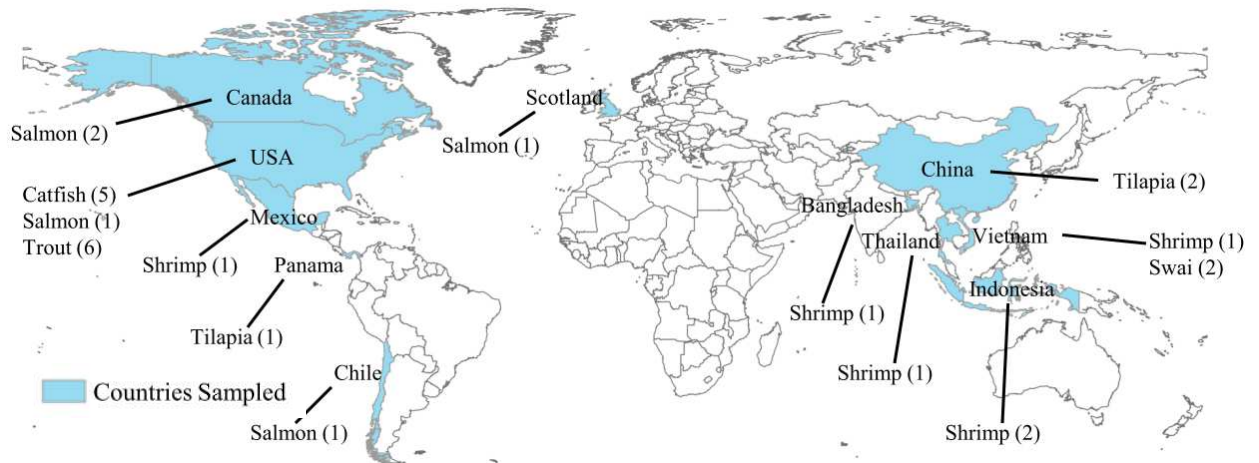 Canada
Salmon (2)
USA
Catfish (5)
Salmon (1)
Trout (6)
Mexico
Shrimp (1)
Panama
Tilapia (1)
Chile
Salmon (1)
Countries Sampled
Scotland
Salmon (1)
China
Tilapia (2)
Bangladesh
Shrimp (1)
Thailand
Shrimp (1)
Vietnam
Shrimp (1)
Swai (2)
Indonesia
Shrimp (2)